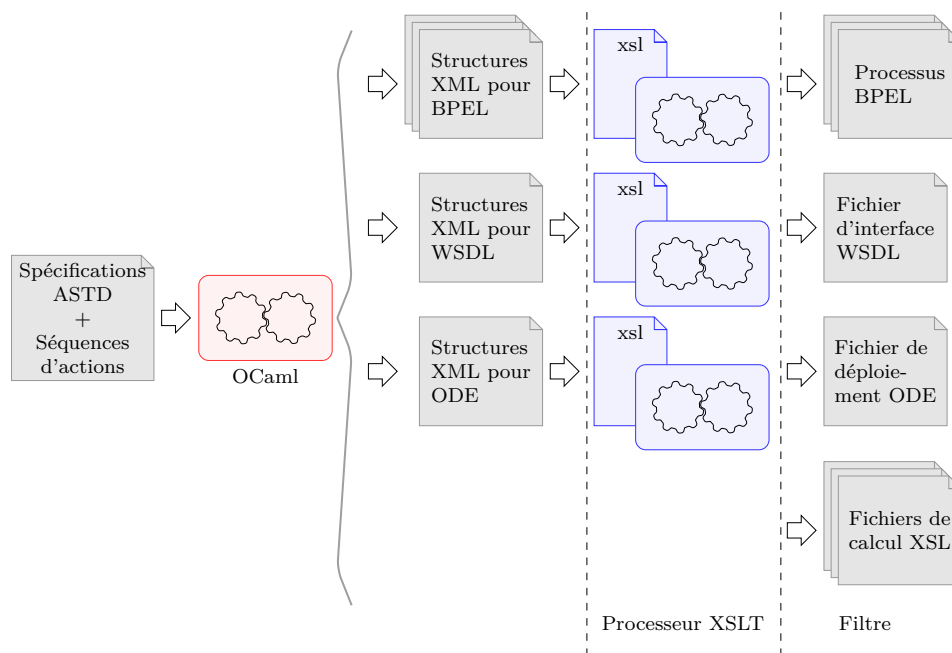 Spécifications
ASTD
+
Séquences
d'actions
OCaml
Structures
XML pour
BPEL
xsl
Processus
BPEL
Structures
XML pour
WSDL
xsl
Fichier
d'interface
WSDL
Structures
XML pour
ODE
xsl
Fichier de
déploie-
ment ODE
Fichiers de
calcul XSL
Processeur XSLT
Filtre